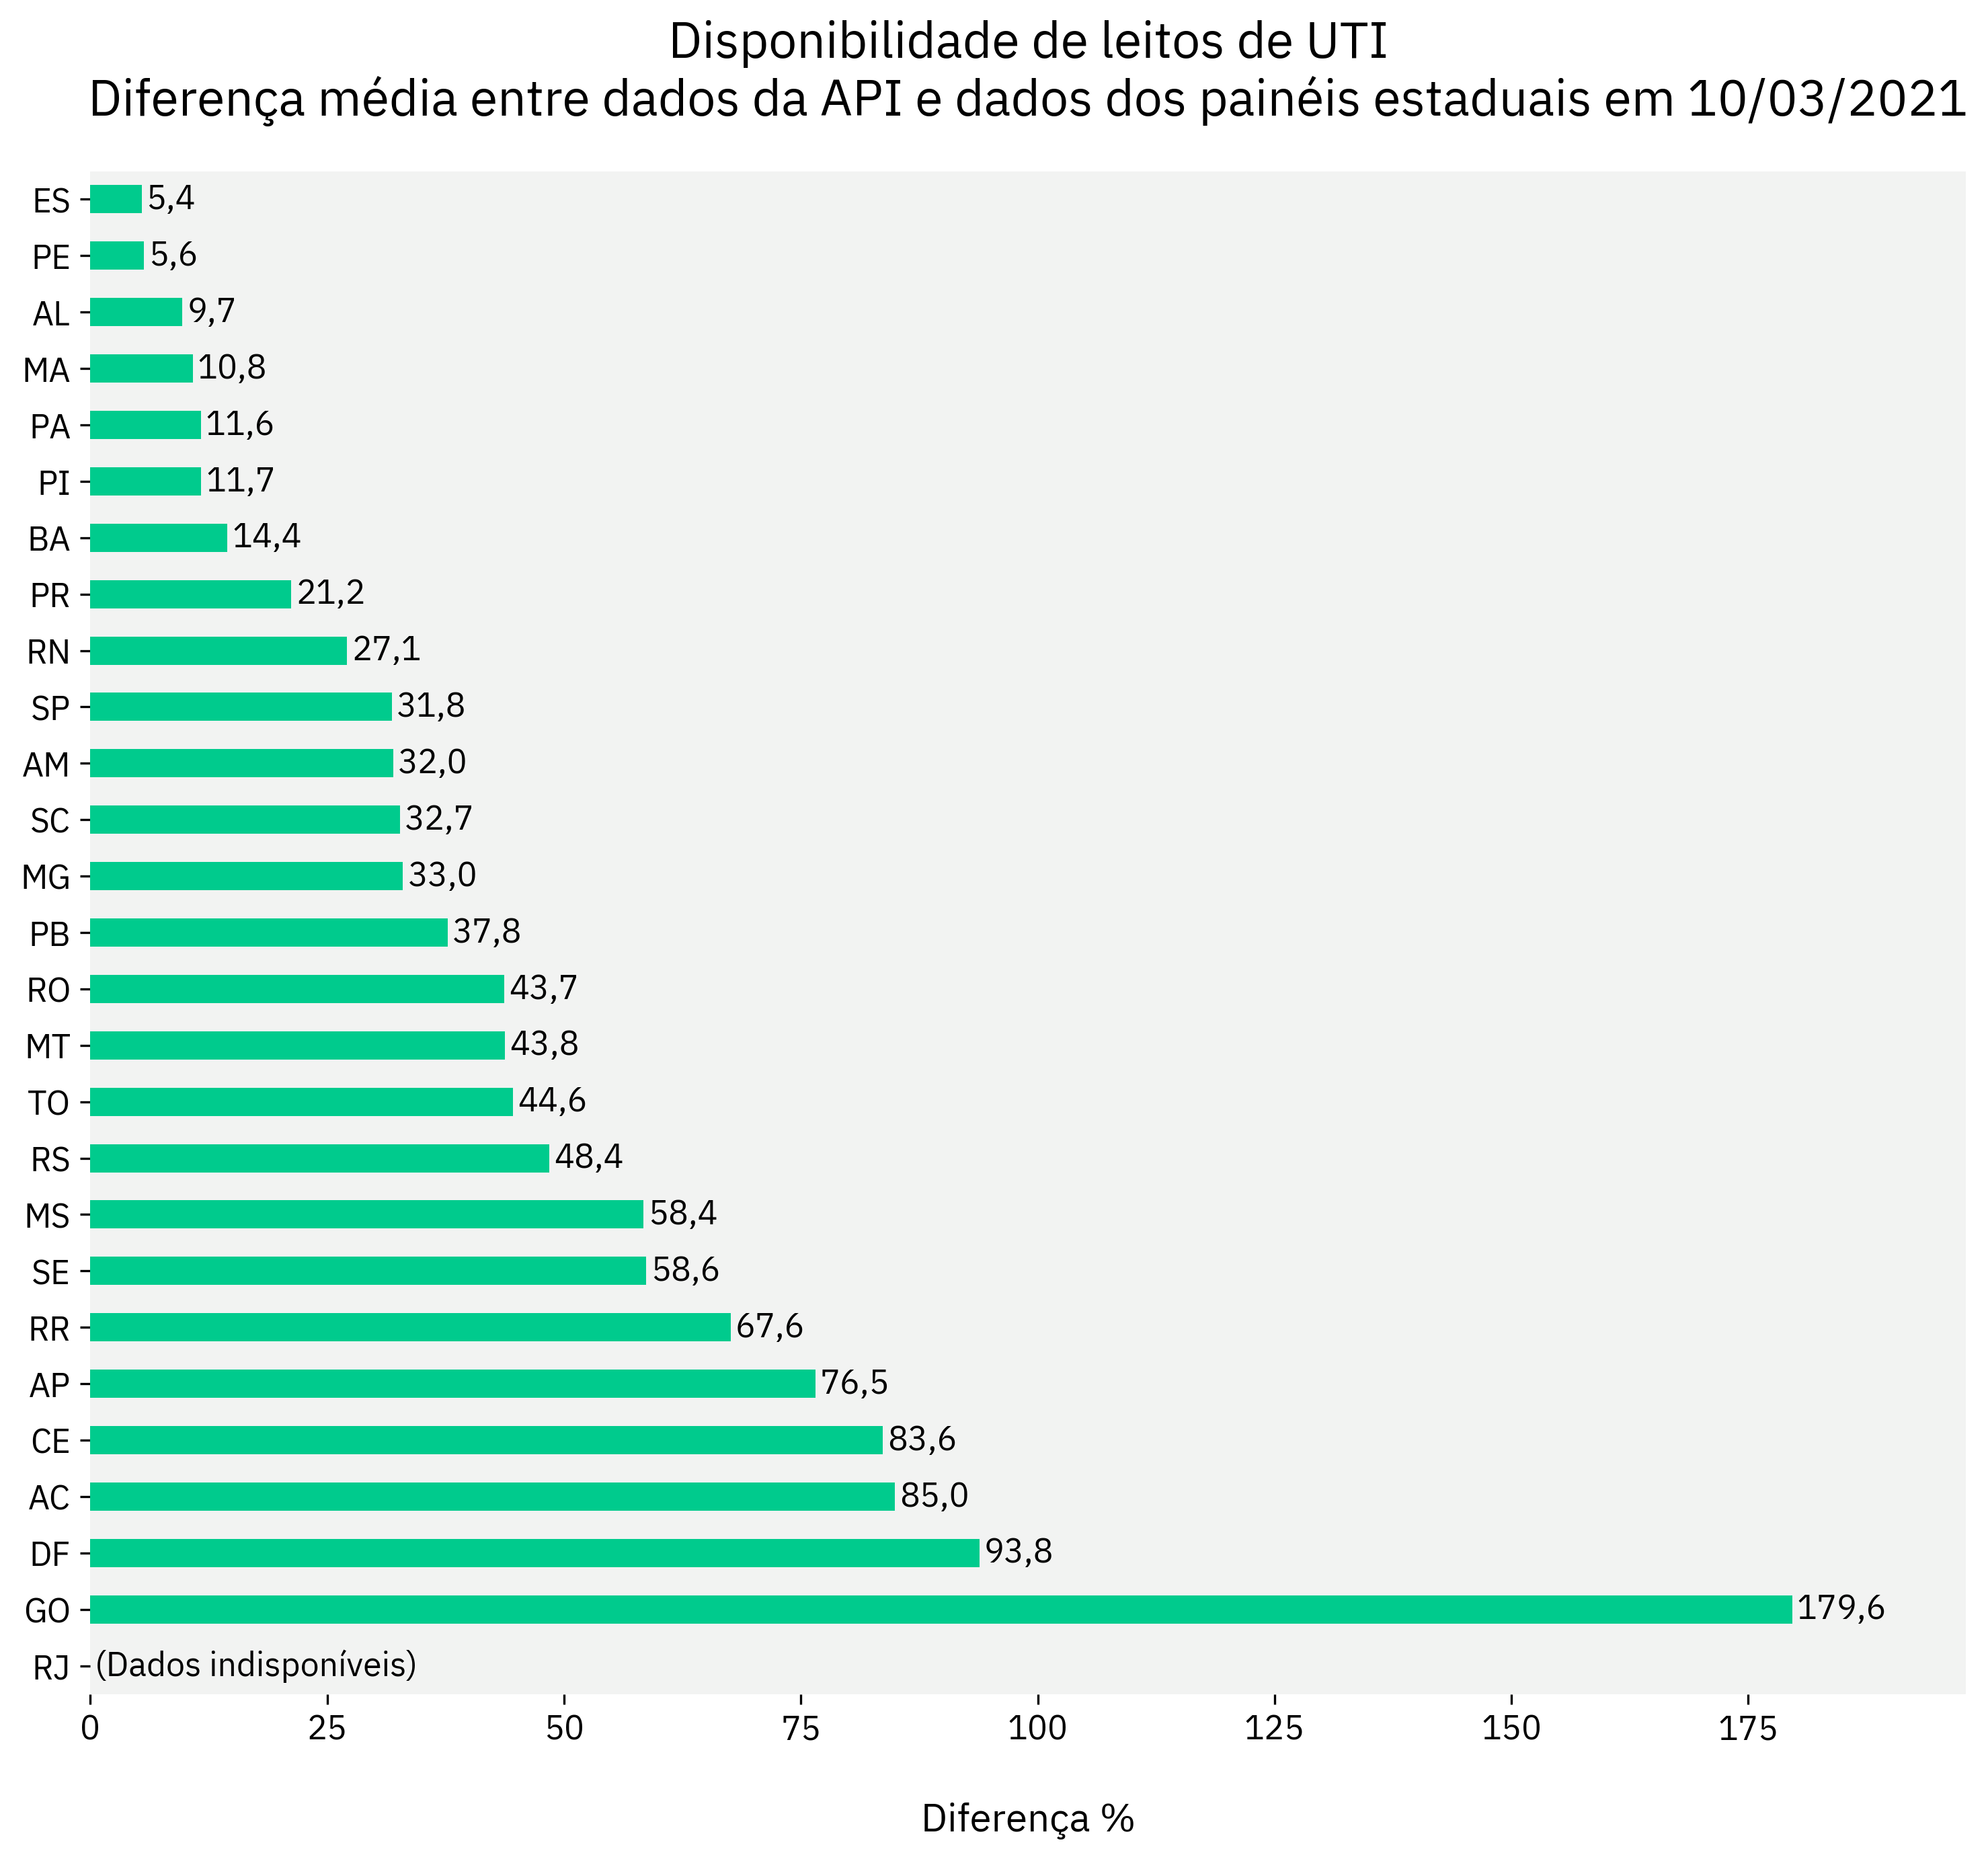 Disponibilidade de leitos de UTI
Diferença média entre dados da API e dados dos painéis estaduais em 10/03/2021
ES 5,4
PE 5,6
AL 9,7
MA 10,8
PA 11,6
PI 11,7
BA 14,4
PR 21,2
RN 27,1
SP 31,8
AM 32,0
SC 32,7
MG 33,0
PB 37,8
RO 43,7
MT 43,8
TO 44,6
RS 48,4
MS 58,4
SE 58,6
RR 67,6
AP 76,5
CE 83,6
AC 85,0
DF 93,8
GO 179,6
RJ (Dados indisponíveis)
0 25 50 75 100 125 150 175
Diferença %